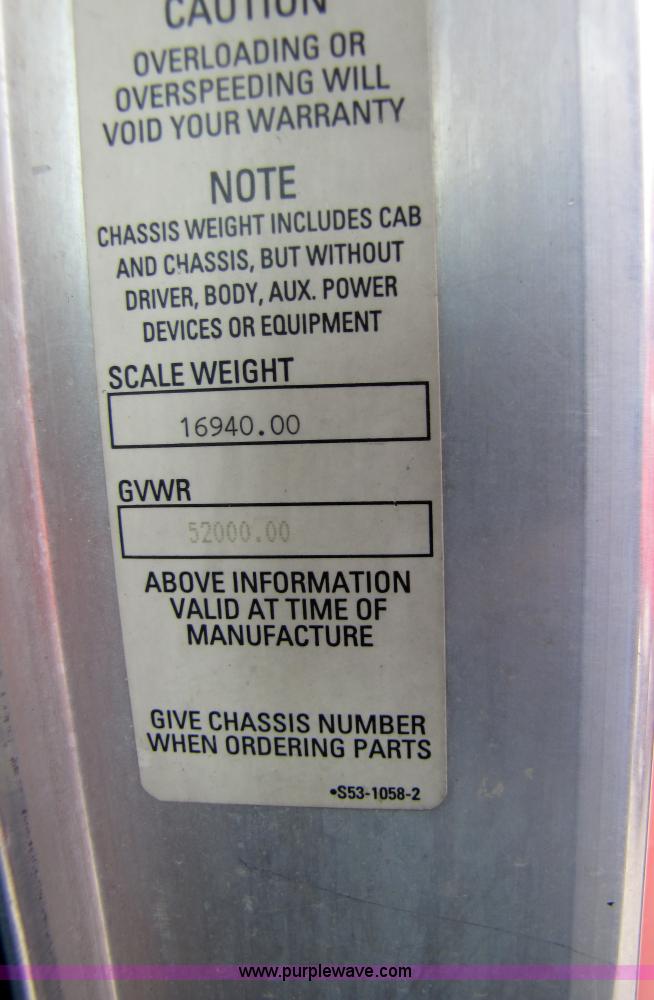 CAUTION
OVERLOADING OR
OVERSPEEDING WILL
VOID YOUR WARRANTY
NOTE
CHASSIS WEIGHT INCLUDES CAB
AND CHASSIS, BUT WITHOUT
DRIVER, BODY, AUX. POWER
DEVICES OR EQUIPMENT
SCALE WEIGHT
16940.00
GVWR
52000.00
ABOVE INFORMATION
VALID AT TIME OF
MANUFACTURE
GIVE CHASSIS NUMBER
WHEN ORDERING PARTS
•S53-1058-2
www.purplewave.com